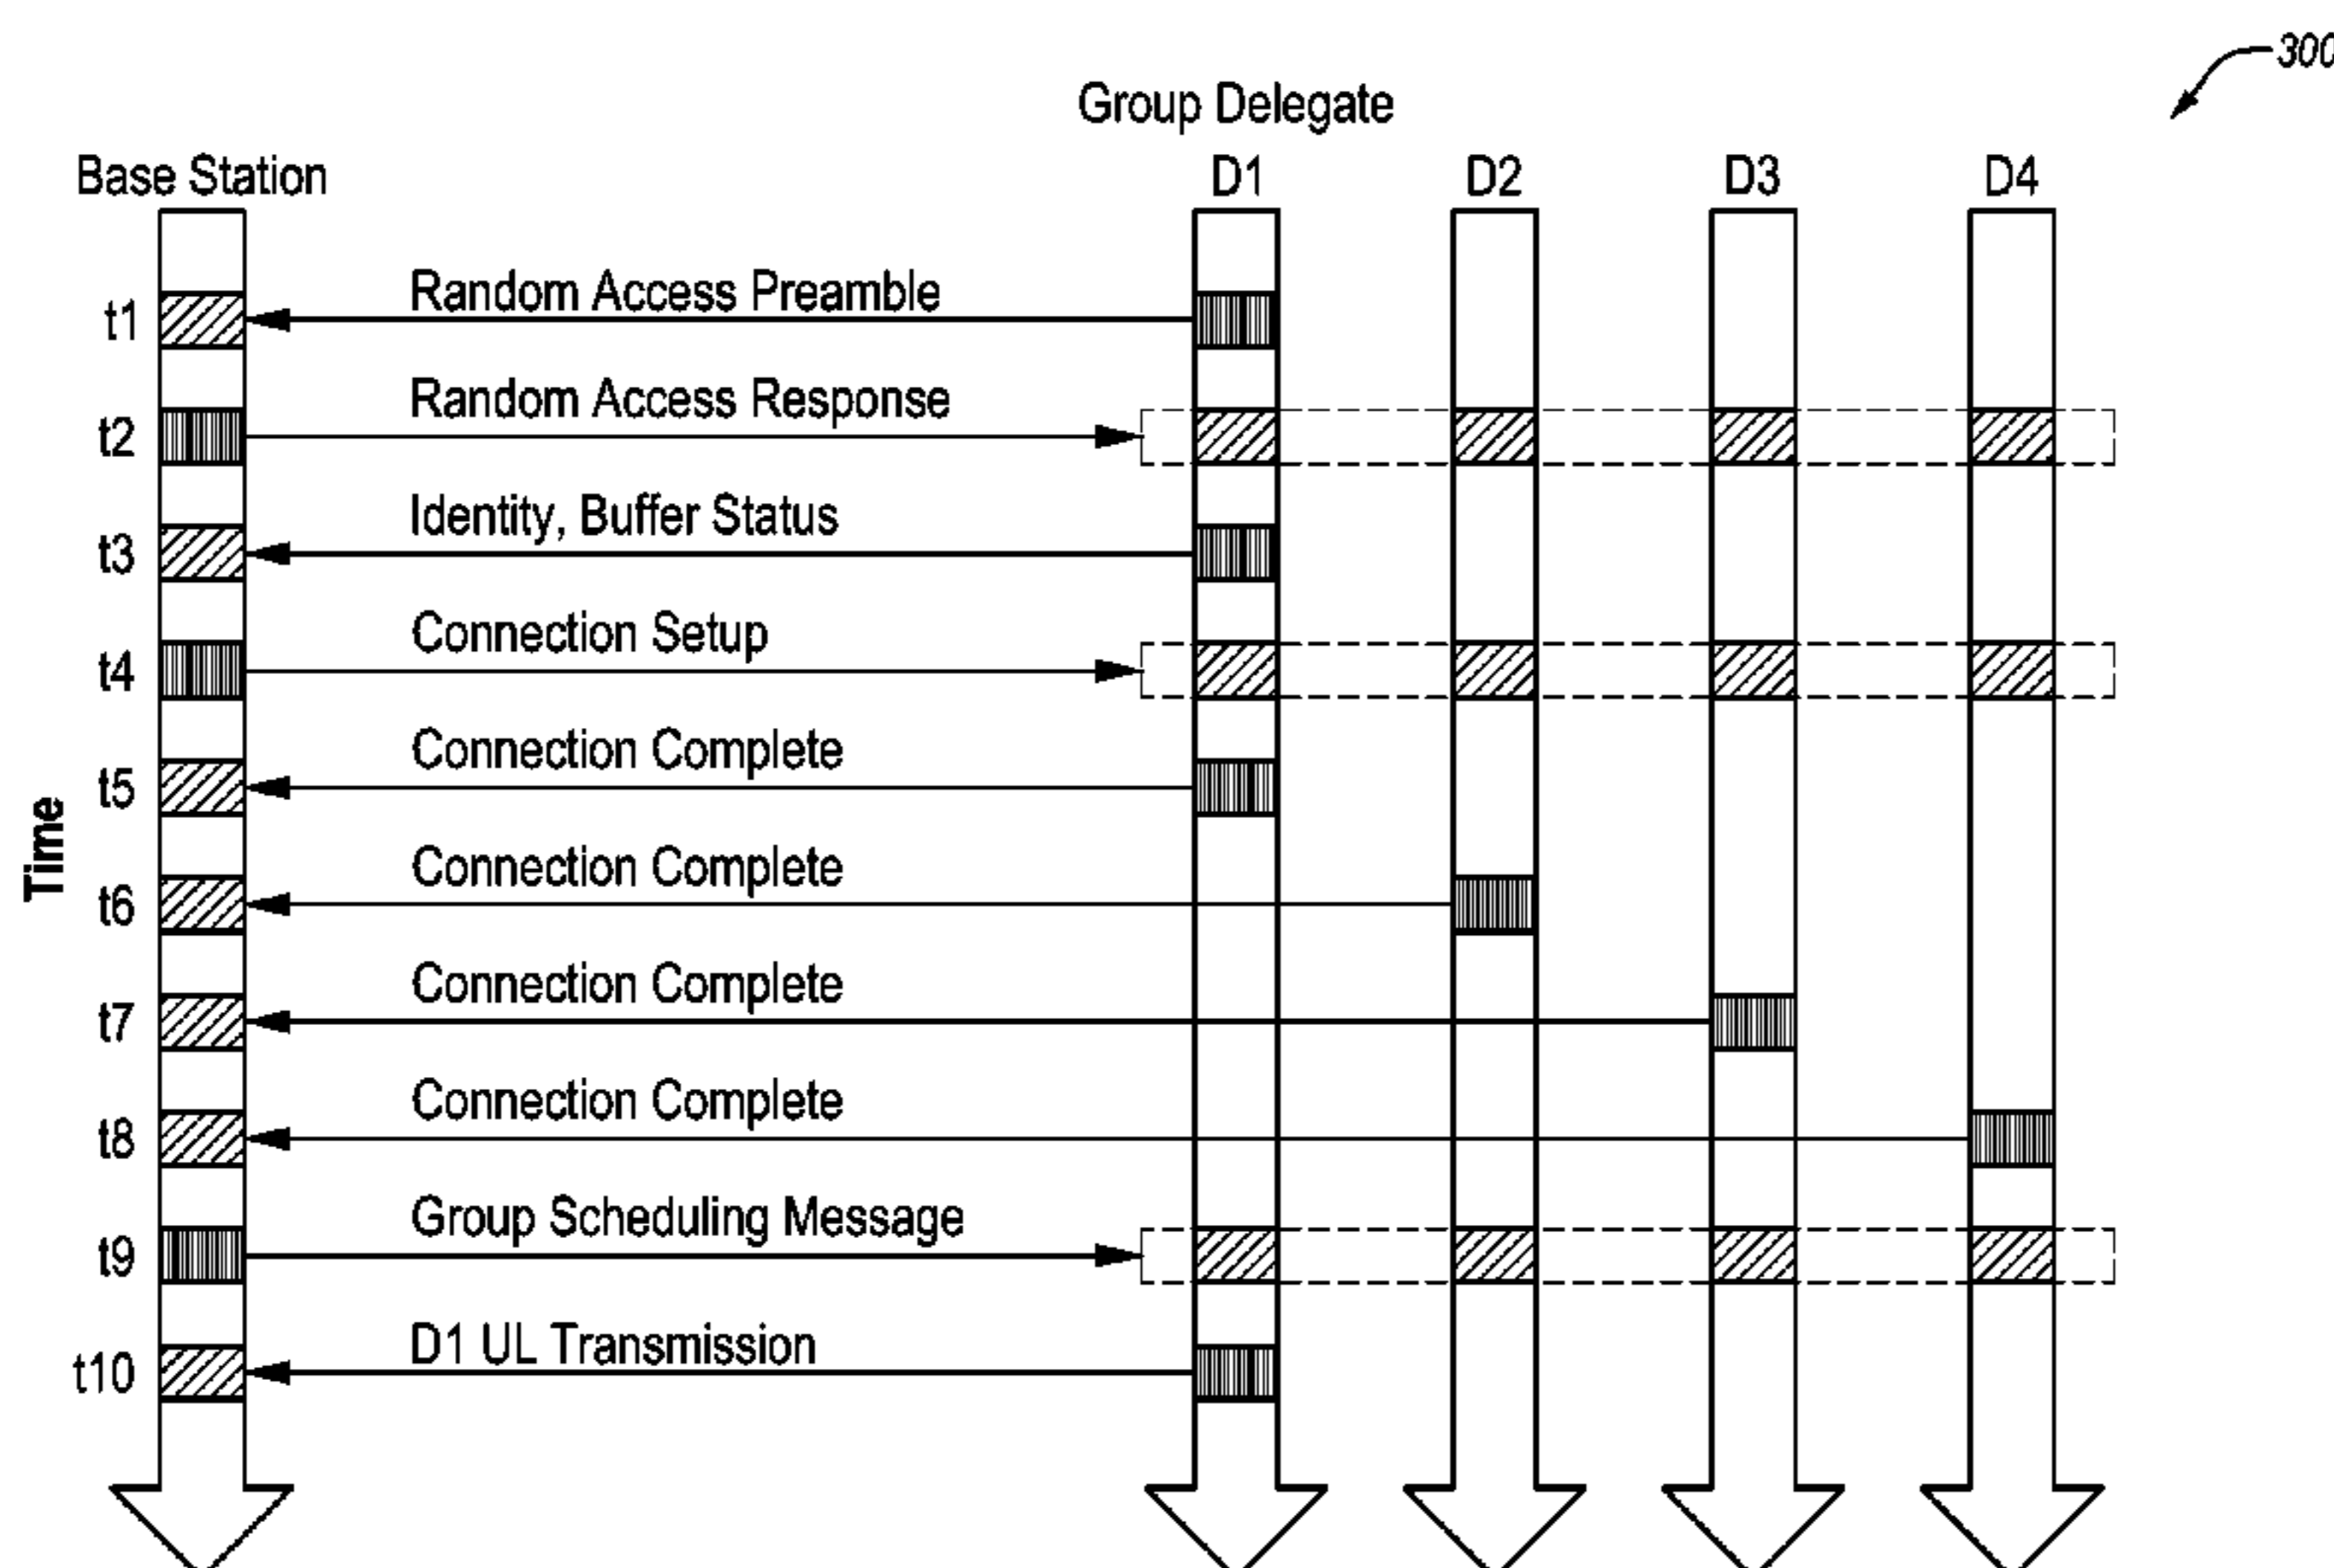 300
Group Delegate
Base Station
D1
D2
D3
D4
t1
Random Access Preamble
t2
Random Access Response
t3
Identity, Buffer Status
t4
Connection Setup
t5
Connection Complete
Time
t6
Connection Complete
t7
Connection Complete
t8
Connection Complete
t9
Group Scheduling Message
t10
D1 UL Transmission